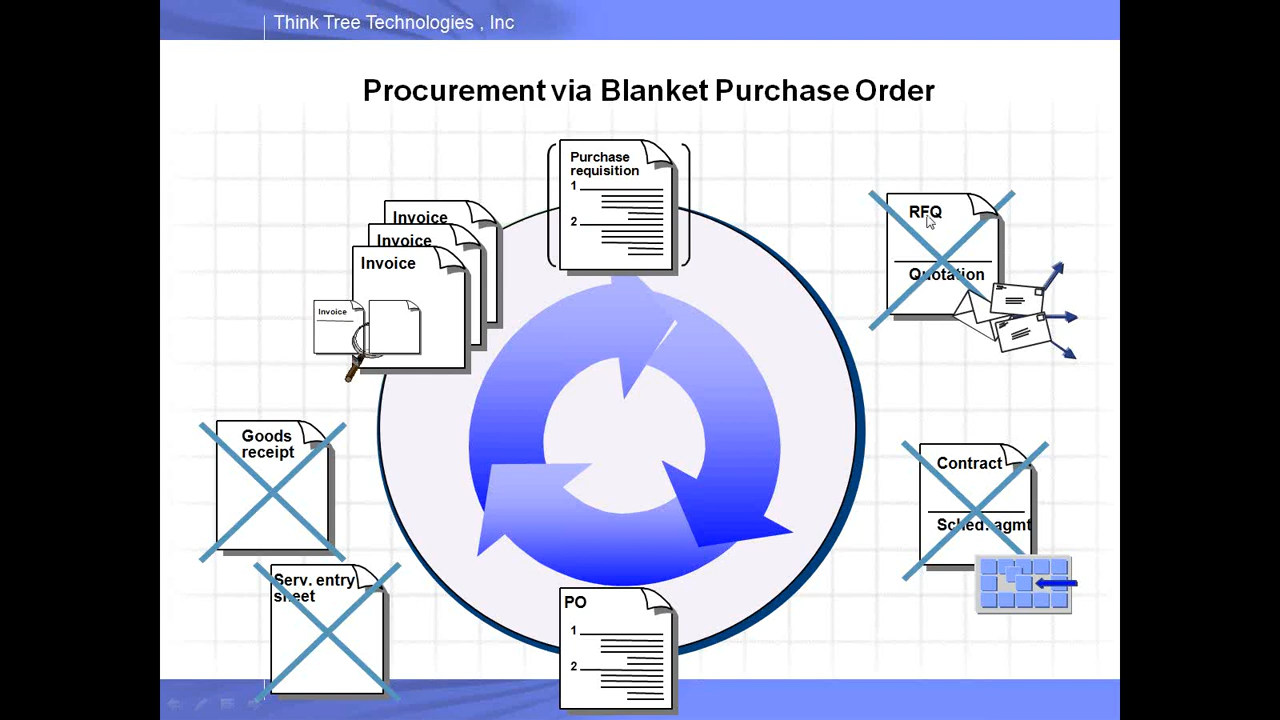 Think Tree Technologies , Inc
Procurement via Blanket Purchase Order
Purchase
requisition
1
2
RFQ
Quotation
Invoice
Invoice
Invoice
Invoice
Goods
receipt
Contract
Sched. agmt
Serv. entry
sheet
PO
1
2